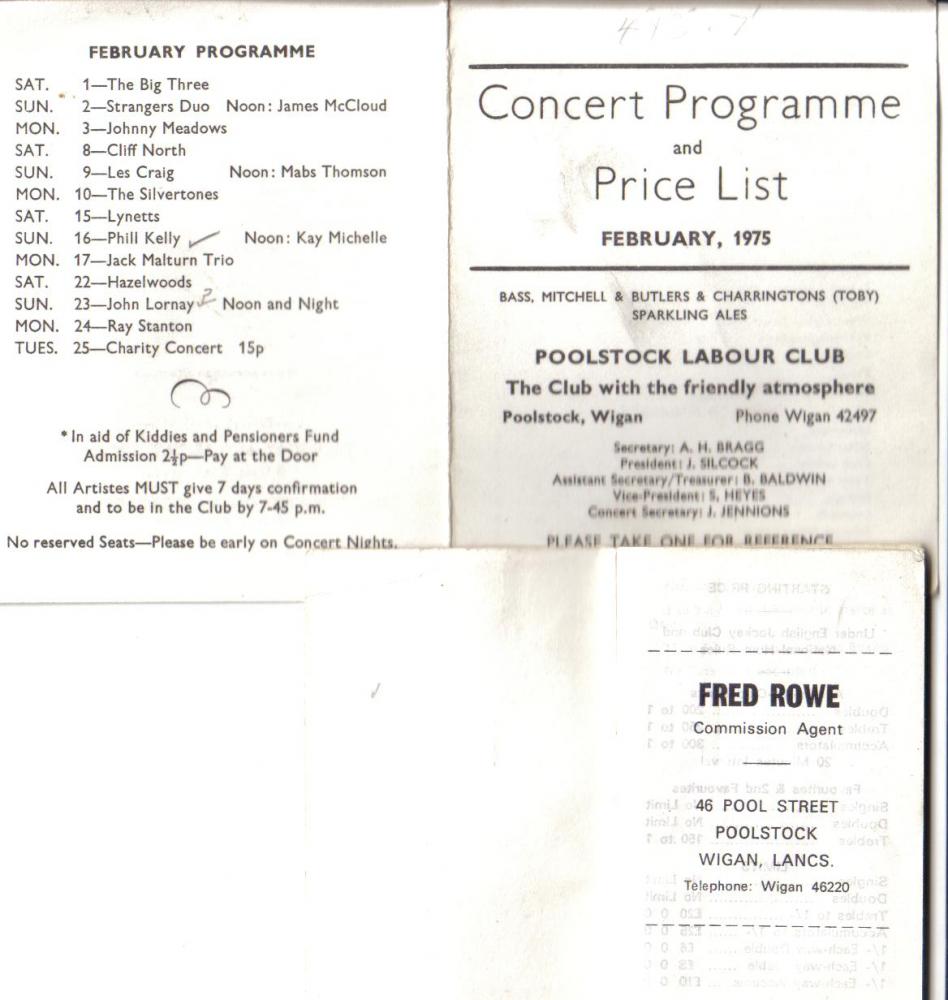 FEBRUARY PROGRAMME
SAT. 1—The Big Three
SUN. 2—Strangers Duo Noon: James McCloud
MON. 3—Johnny Meadows
SAT. 8—Cliff North
SUN. 9—Les Craig Noon: Mabs Thomson
MON. 10—The Silvertones
SAT. 15—Lynetts
SUN. 16—Phill Kelly Noon: Kay Michelle
MON. 17—Jack Malturn Trio
SAT. 22—Hazelwoods
SUN. 23—John Lornay ? Noon and Night
MON. 24—Ray Stanton
TUES. 25—Charity Concert 15p
*In aid of Kiddies and Pensioners Fund
Admission 2½p—Pay at the Door
All Artistes MUST give 7 days confirmation
and to be in the Club by 7-45 p.m.
No reserved Seats—Please be early on Concert Nights.
Concert Programme
and
Price List
FEBRUARY, 1975
BASS, MITCHELL & BUTLERS & CHARRINGTONS (TOBY)
SPARKLING ALES
POOLSTOCK LABOUR CLUB
The Club with the friendly atmosphere
Poolstock, Wigan Phone Wigan 42497
Secretary: A. H. BRAGG
President: J. SILCOCK
Assistant Secretary/Treasurer: B. BALDWIN
Vice-President: S. HEYES
Concert Secretary: J. JENNIONS
PLEASE TAKE ONE FOR REFERENCE
FRED ROWE
Commission Agent
46 POOL STREET
POOLSTOCK
WIGAN, LANCS.
Telephone: Wigan 46220